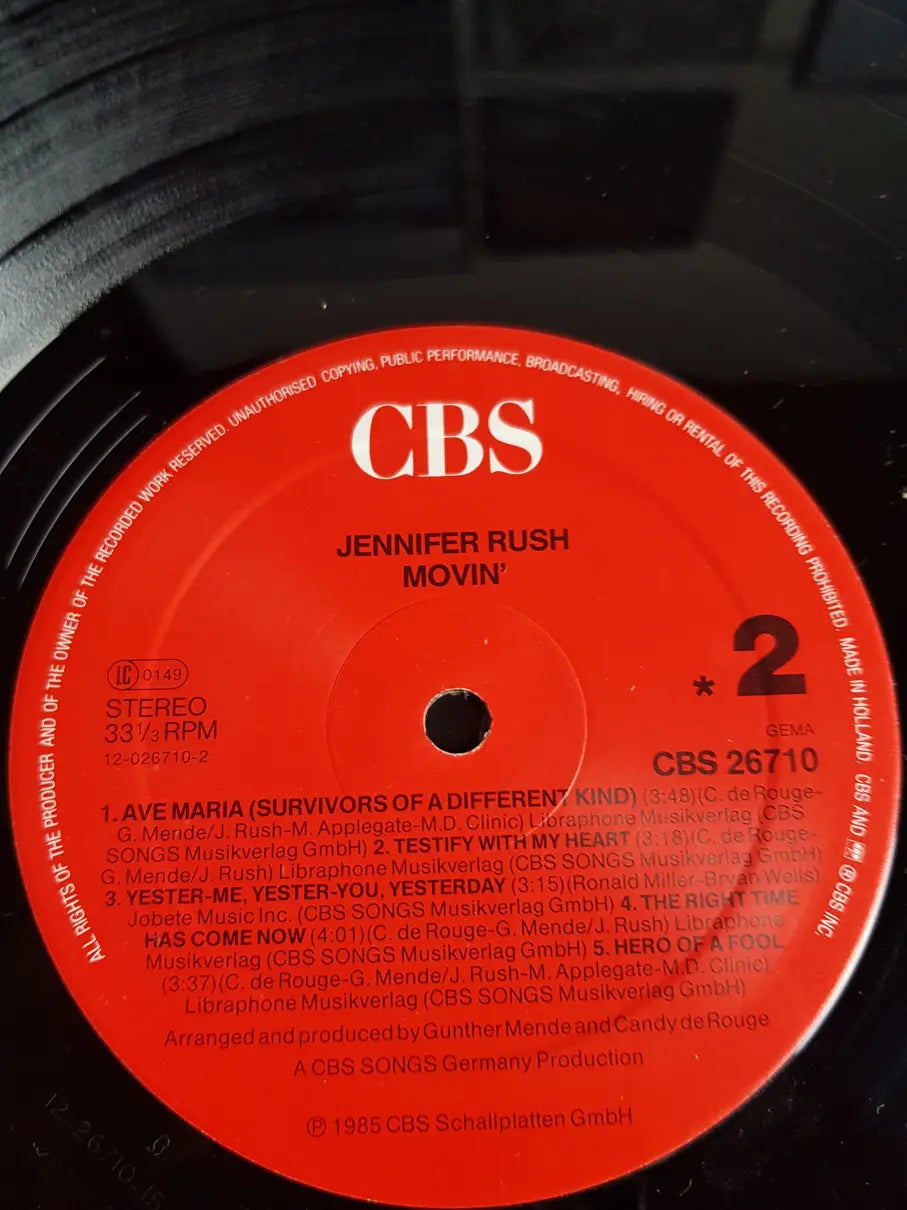 ALL RIGHTS OF THE PRODUCER AND OF THE OWNER OF THE RECORDED WORK RESERVED. UNAUTHORISED COPYING, PUBLIC PERFORMANCE, BROADCASTING, HIRING OR RENTAL OF THIS RECORDING PROHIBITED. MADE IN HOLLAND. CBS AND ℗ © CBS INC.
CBS
JENNIFER RUSH
MOVIN'
* 2
LC 0149
STEREO
33 1/3 RPM
12-026710-2
GEMA
CBS 26710
1. AVE MARIA (SURVIVORS OF A DIFFERENT KIND) (3:48)(C. de Rouge-
G. Mende/J. Rush-M. Applegate-M.D. Clinic) Libraphone Musikverlag (CBS
SONGS Musikverlag GmbH) 2. TESTIFY WITH MY HEART (3:18)(C. de Rouge-
G. Mende/J. Rush) Libraphone Musikverlag (CBS SONGS Musikverlag GmbH)
3. YESTER-ME, YESTER-YOU, YESTERDAY (3:15)(Ronald Miller-Bryan Wells)
Jobete Music Inc. (CBS SONGS Musikverlag GmbH) 4. THE RIGHT TIME
HAS COME NOW (4:01)(C. de Rouge-G. Mende/J. Rush) Libraphone
Musikverlag (CBS SONGS Musikverlag GmbH) 5. HERO OF A FOOL
(3:37)(C. de Rouge-G. Mende/J. Rush-M. Applegate-M.D. Clinic)
Libraphone Musikverlag (CBS SONGS Musikverlag GmbH)
Arranged and produced by Gunther Mende and Candy de Rouge
A CBS SONGS Germany Production
℗ 1985 CBS Schallplatten GmbH